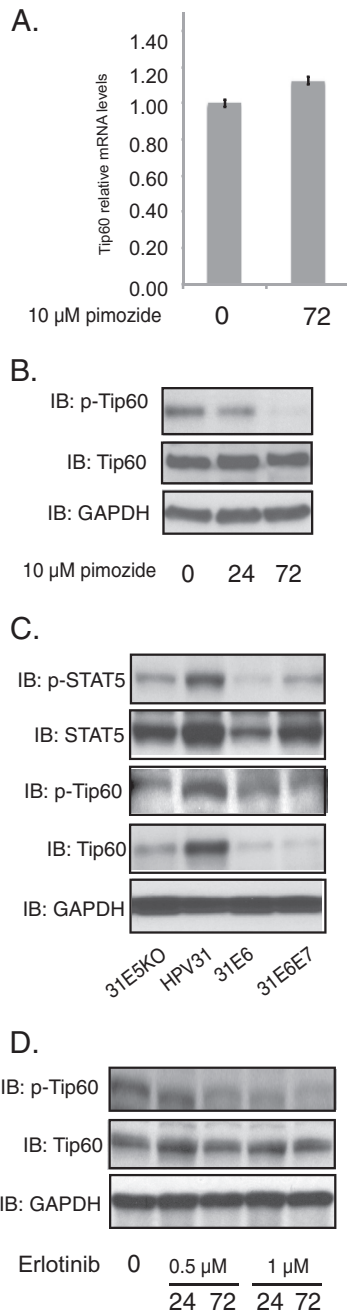 A.
Tip60 relative mRNA levels
1.40
1.20
1.00
0.80
0.60
0.40
0.20
0.00
10 µM pimozide 0 72
B.
IB: p-Tip60
IB: Tip60
IB: GAPDH
10 µM pimozide 0 24 72
C.
IB: p-STAT5
IB: STAT5
IB: p-Tip60
IB: Tip60
IB: GAPDH
31E5KO HPV31 31E6 31E6E7
D.
IB: p-Tip60
IB: Tip60
IB: GAPDH
Erlotinib 0 0.5 µM 1 µM
24 72 24 72